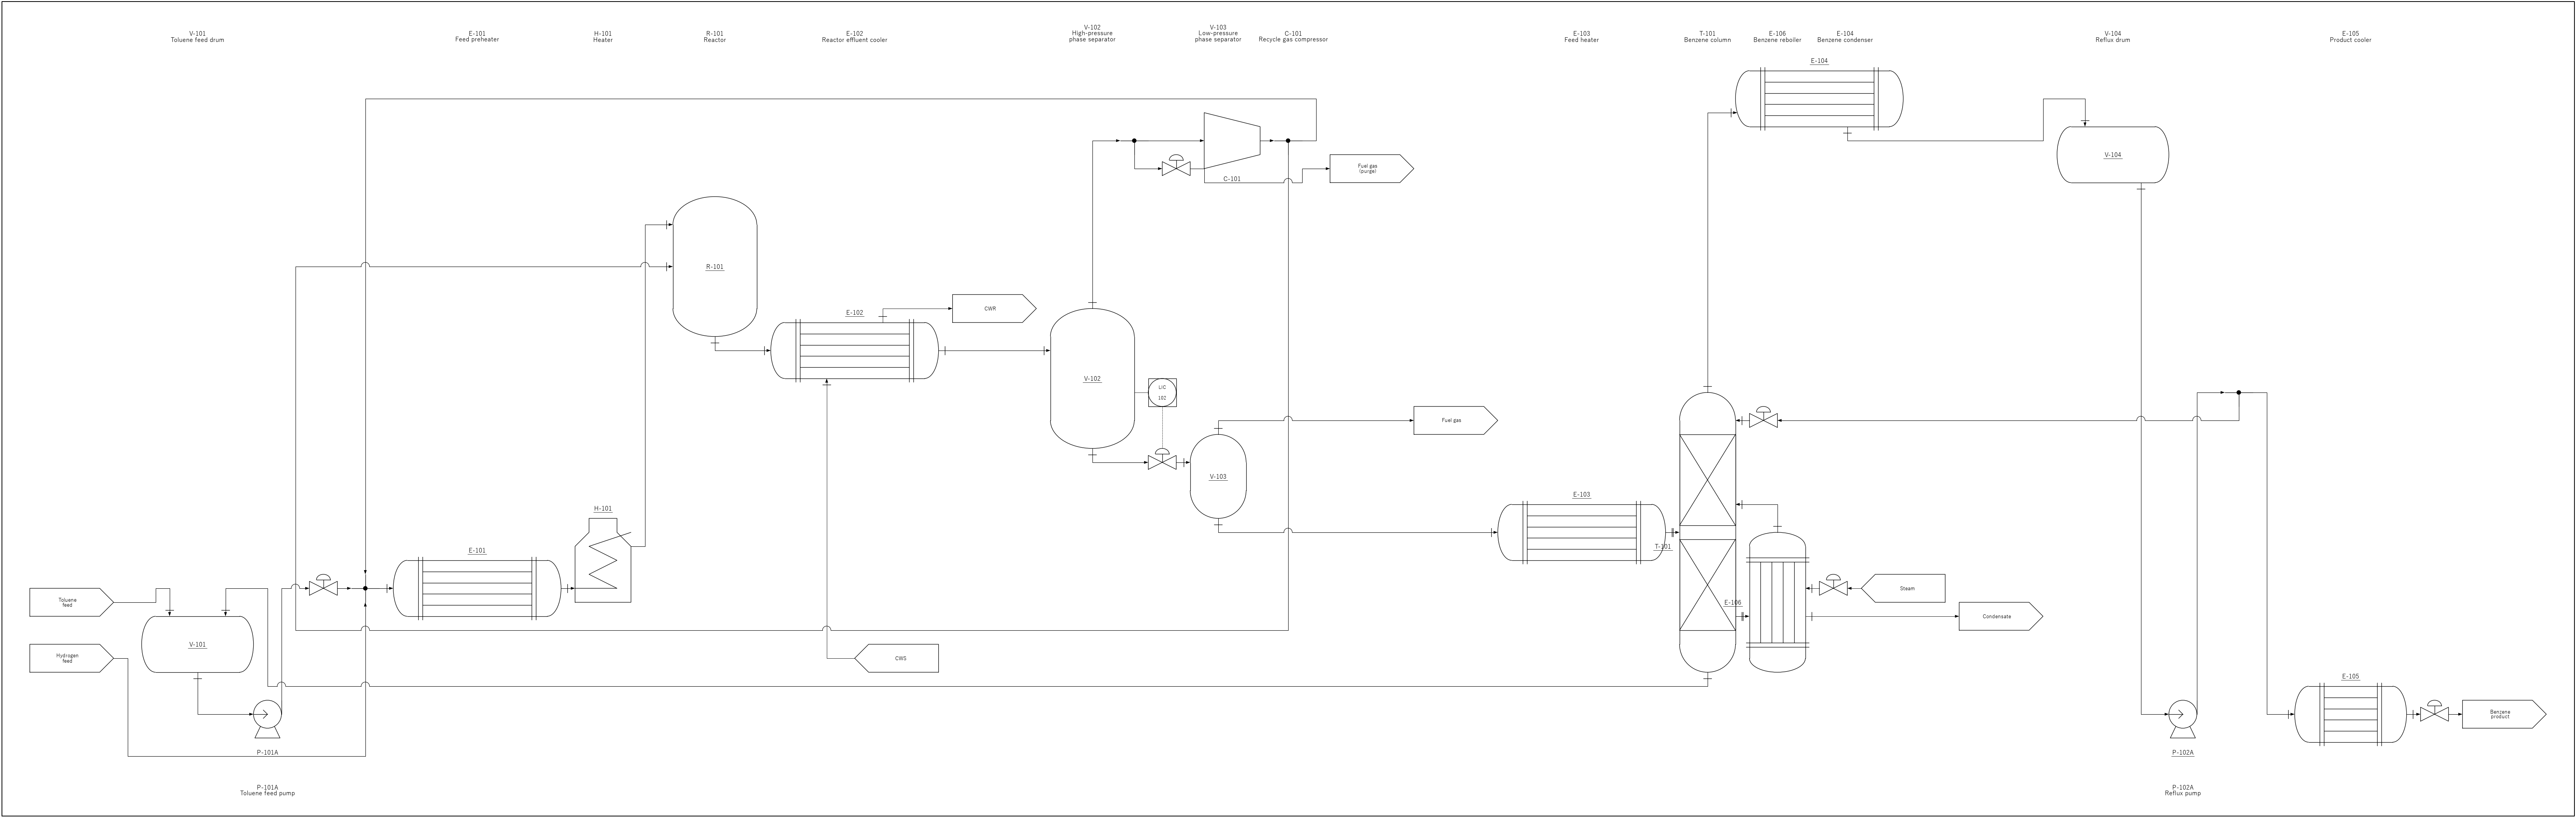 V-101
Toluene feed drum
E-101
Feed preheater
H-101
Heater
R-101
Reactor
E-102
Reactor effluent cooler
V-102
High-pressure
phase separator
V-103
Low-pressure
phase separator
C-101
Recycle gas compressor
E-103
Feed heater
T-101
Benzene column
E-106
Benzene reboiler
E-104
Benzene condenser
V-104
Reflux drum
E-105
Product cooler
E-104
V-104
Fuel gas
(purge)
C-101
R-101
CWR
E-102
V-102
LIC
102
Fuel gas
V-103
E-103
T-101
H-101
E-101
Toluene
feed
V-101
Hydrogen
feed
CWS
Steam
E-106
Condensate
E-105
Benzene
product
P-101A
P-102A
P-101A
Toluene feed pump
P-102A
Reflux pump